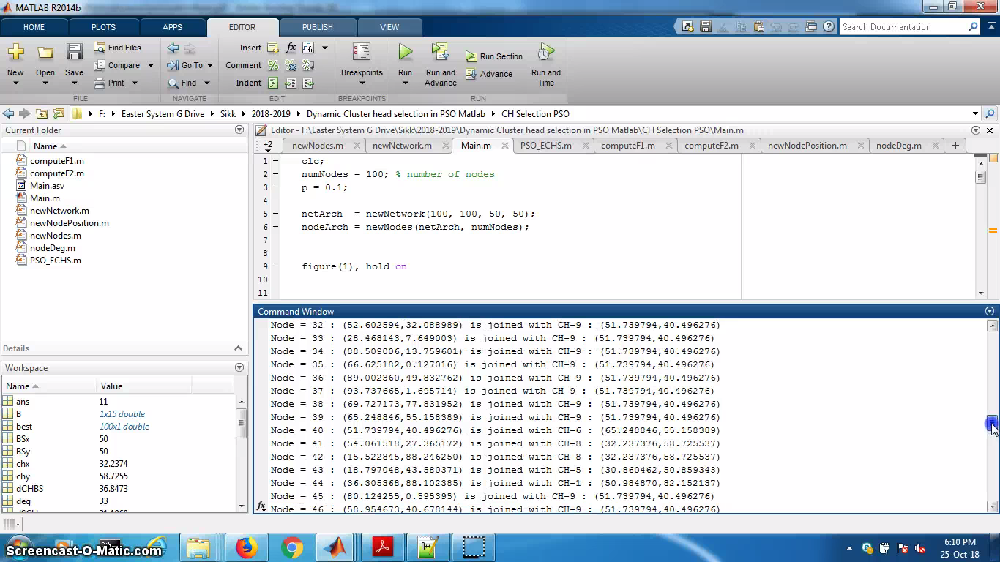 MATLAB R2014b
HOME PLOTS APPS EDITOR PUBLISH VIEW
Search Documentation
New Open Save
Find Files
Compare
Print
Go To
Find
Insert fx
Comment
Indent
Breakpoints
Run
Run and Advance
Run Section
Advance
Run and Time
FILE NAVIGATE EDIT BREAKPOINTS RUN
F: Easter System G Drive Sikk 2018-2019 Dynamic Cluster head selection in PSO Matlab CH Selection PSO
Current Folder
Name
computeF1.m
computeF2.m
Main.asv
Main.m
newNetwork.m
newNodePosition.m
newNodes.m
nodeDeg.m
PSO_ECHS.m
Details
Workspace
Name Value
ans 11
B 1x15 double
best 100x1 double
BSx 50
BSy 50
chx 32.2374
chy 58.7255
dCHBS 36.8473
deg 33
Editor - F:\Easter System G Drive\Sikk\2018-2019\Dynamic Cluster head selection in PSO Matlab\CH Selection PSO\Main.m
+2 newNodes.m newNetwork.m Main.m PSO_ECHS.m computeF1.m computeF2.m newNodePosition.m nodeDeg.m
1 clc;
2 numNodes = 100; % number of nodes
3 p = 0.1;
4
5 netArch  = newNetwork(100, 100, 50, 50);
6 nodeArch = newNodes(netArch, numNodes);
7
8
9 figure(1), hold on
10
11
Command Window
Node = 32 : (52.602594,32.088989) is joined with CH-9 : (51.739794,40.496276)
Node = 33 : (28.468143,7.649003) is joined with CH-9 : (51.739794,40.496276)
Node = 34 : (88.509006,13.759601) is joined with CH-9 : (51.739794,40.496276)
Node = 35 : (66.625182,0.127016) is joined with CH-9 : (51.739794,40.496276)
Node = 36 : (89.002360,49.832762) is joined with CH-9 : (51.739794,40.496276)
Node = 37 : (93.737665,1.695714) is joined with CH-9 : (51.739794,40.496276)
Node = 38 : (69.727173,77.831952) is joined with CH-9 : (51.739794,40.496276)
Node = 39 : (65.248846,55.158389) is joined with CH-9 : (51.739794,40.496276)
Node = 40 : (51.739794,40.496276) is joined with CH-6 : (65.248846,55.158389)
Node = 41 : (54.061518,27.365172) is joined with CH-8 : (32.237376,58.725537)
Node = 42 : (15.522845,88.246250) is joined with CH-8 : (32.237376,58.725537)
Node = 43 : (18.797048,43.580371) is joined with CH-5 : (30.860462,50.859343)
Node = 44 : (36.305368,88.102385) is joined with CH-1 : (50.984870,82.152137)
Node = 45 : (80.124255,0.595395) is joined with CH-9 : (51.739794,40.496276)
Node = 46 : (58.954673,40.678144) is joined with CH-9 : (51.739794,40.496276)
fx
Screencast-O-Matic.com
6:10 PM
25-Oct-18